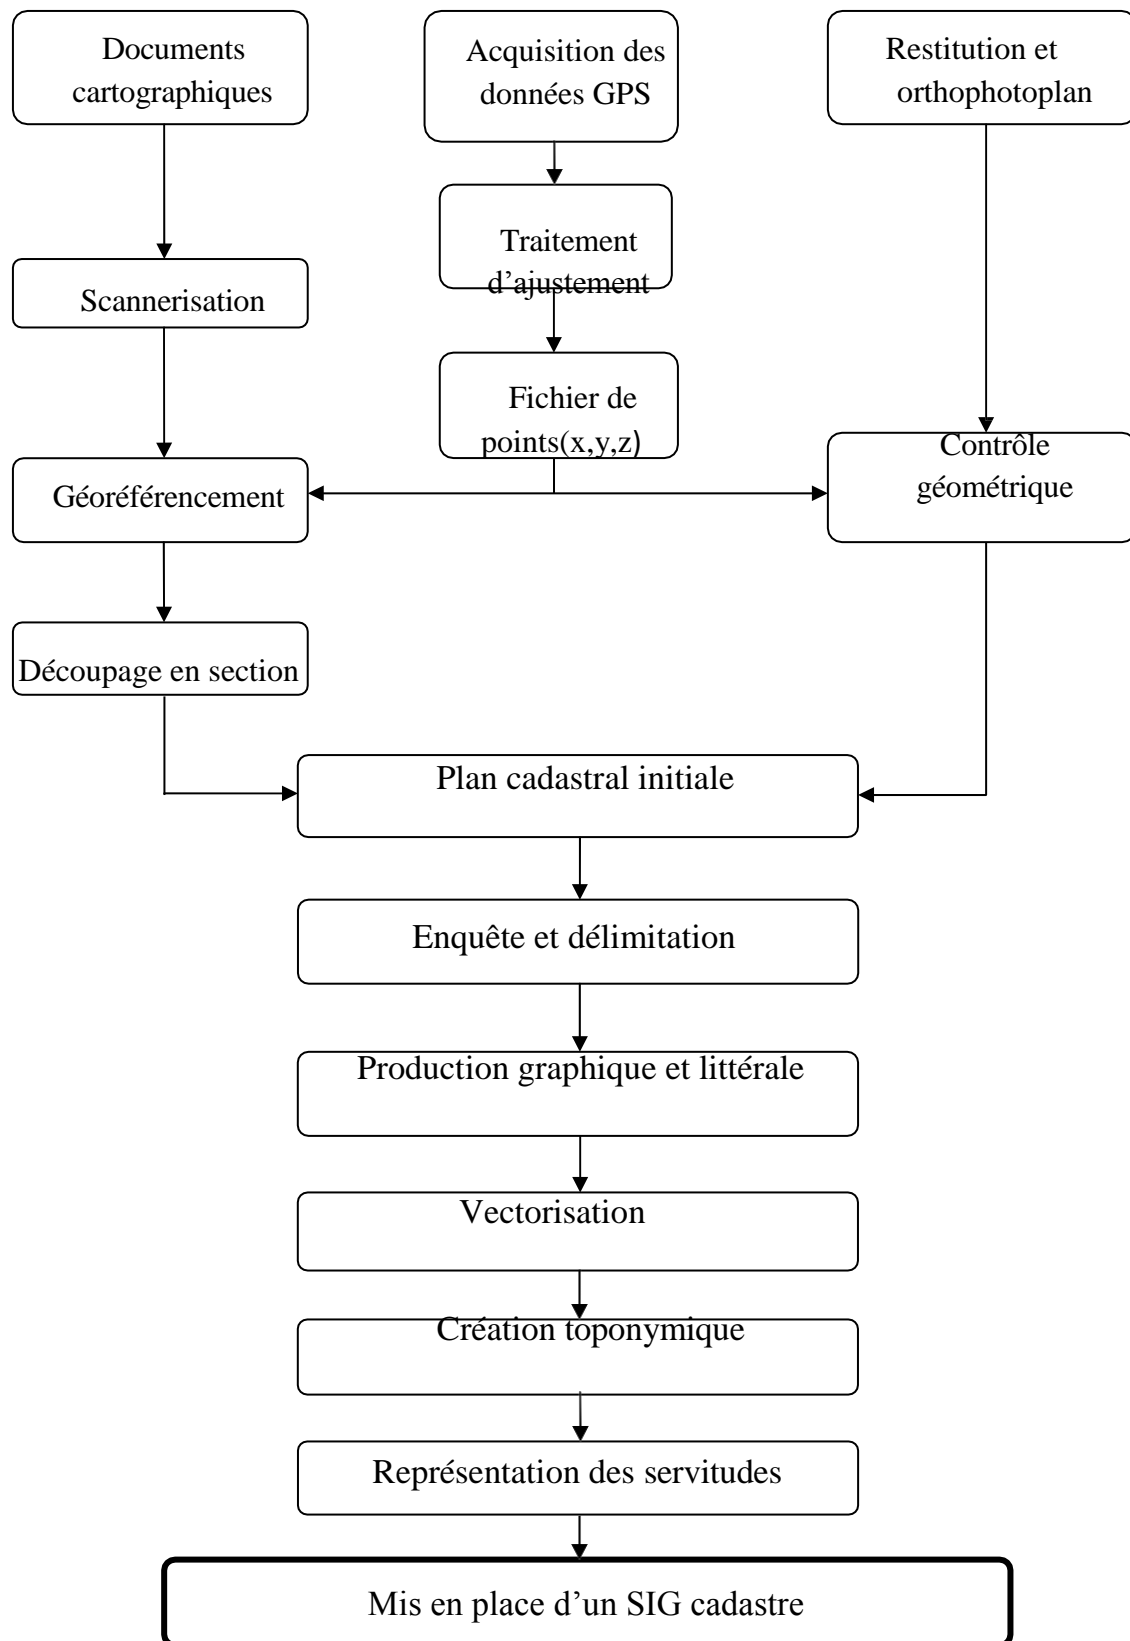 Documents
cartographiques
Acquisition des
données GPS
Restitution et
orthophotoplan
Traitement
d’ajustement
Scannerisation
Fichier de
points(x,y,z)
Contrôle
géométrique
Géoréférencement
Découpage en section
Plan cadastral initiale
Enquête et délimitation
Production graphique et littérale
Vectorisation
Création toponymique
Représentation des servitudes
Mis en place d’un SIG cadastre